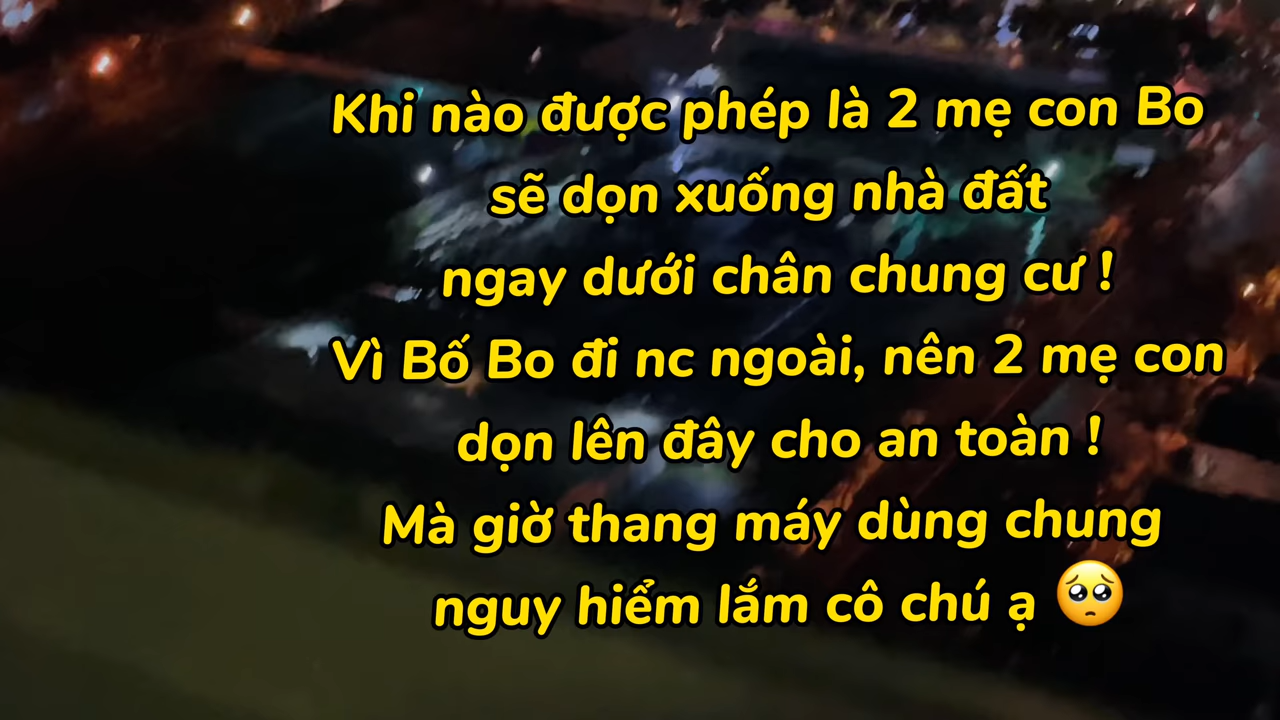 Khi nào được phép là 2 mẹ con Bo
sẽ dọn xuống nhà đất
ngay dưới chân chung cư !
Vì Bố Bo đi nc ngoài, nên 2 mẹ con
dọn lên đây cho an toàn !
Mà giờ thang máy dùng chung
nguy hiểm lắm cô chú ạ 🥺